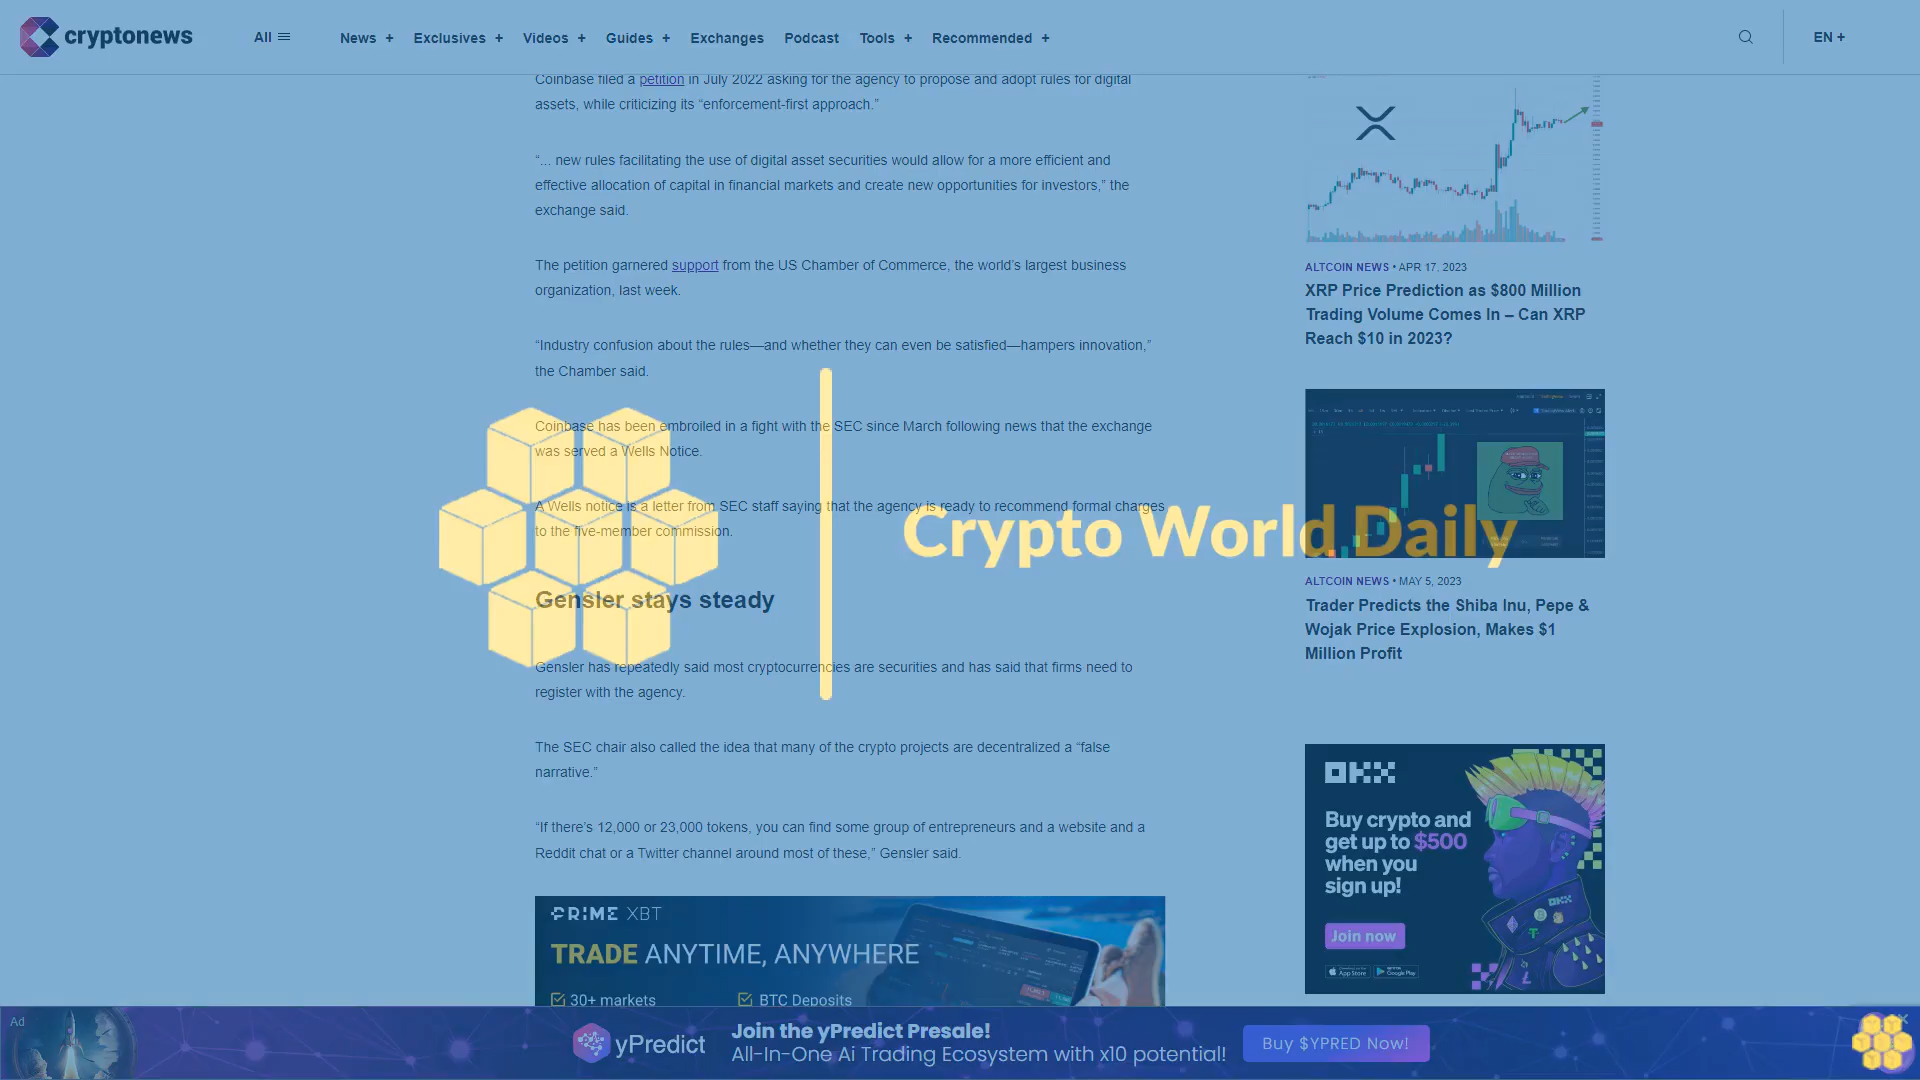 cryptonews
All
News +
Exclusives +
Videos +
Guides +
Exchanges
Podcast
Tools +
Recommended +
EN +
Coinbase filed a petition in July 2022 asking for the agency to propose and adopt rules for digital
assets, while criticizing its “enforcement-first approach.”
“... new rules facilitating the use of digital asset securities would allow for a more efficient and
effective allocation of capital in financial markets and create new opportunities for investors,” the
exchange said.
The petition garnered support from the US Chamber of Commerce, the world’s largest business
organization, last week.
“Industry confusion about the rules—and whether they can even be satisfied—hampers innovation,”
the Chamber said.
Coinbase has been embroiled in a fight with the SEC since March following news that the exchange
was served a Wells Notice.
A Wells notice is a letter from SEC staff saying that the agency is ready to recommend formal charges
to the five-member commission.
Crypto World Daily
Gensler stays steady
Gensler has repeatedly said most cryptocurrencies are securities and has said that firms need to
register with the agency.
The SEC chair also called the idea that many of the crypto projects are decentralized a “false
narrative.”
“If there’s 12,000 or 23,000 tokens, you can find some group of entrepreneurs and a website and a
Reddit chat or a Twitter channel around most of these,” Gensler said.
PRIME XBT
TRADE ANYTIME, ANYWHERE
30+ markets
BTC Deposits
ALTCOIN NEWS • APR 17, 2023
XRP Price Prediction as $800 Million
Trading Volume Comes In – Can XRP
Reach $10 in 2023?
ALTCOIN NEWS • MAY 5, 2023
Trader Predicts the Shiba Inu, Pepe &
Wojak Price Explosion, Makes $1
Million Profit
OKX
Buy crypto and
get up to $500
when you
sign up!
Join now
App Store
Google Play
Ad
yPredict
Join the yPredict Presale!
All-In-One Ai Trading Ecosystem with x10 potential!
Buy $YPRED Now!